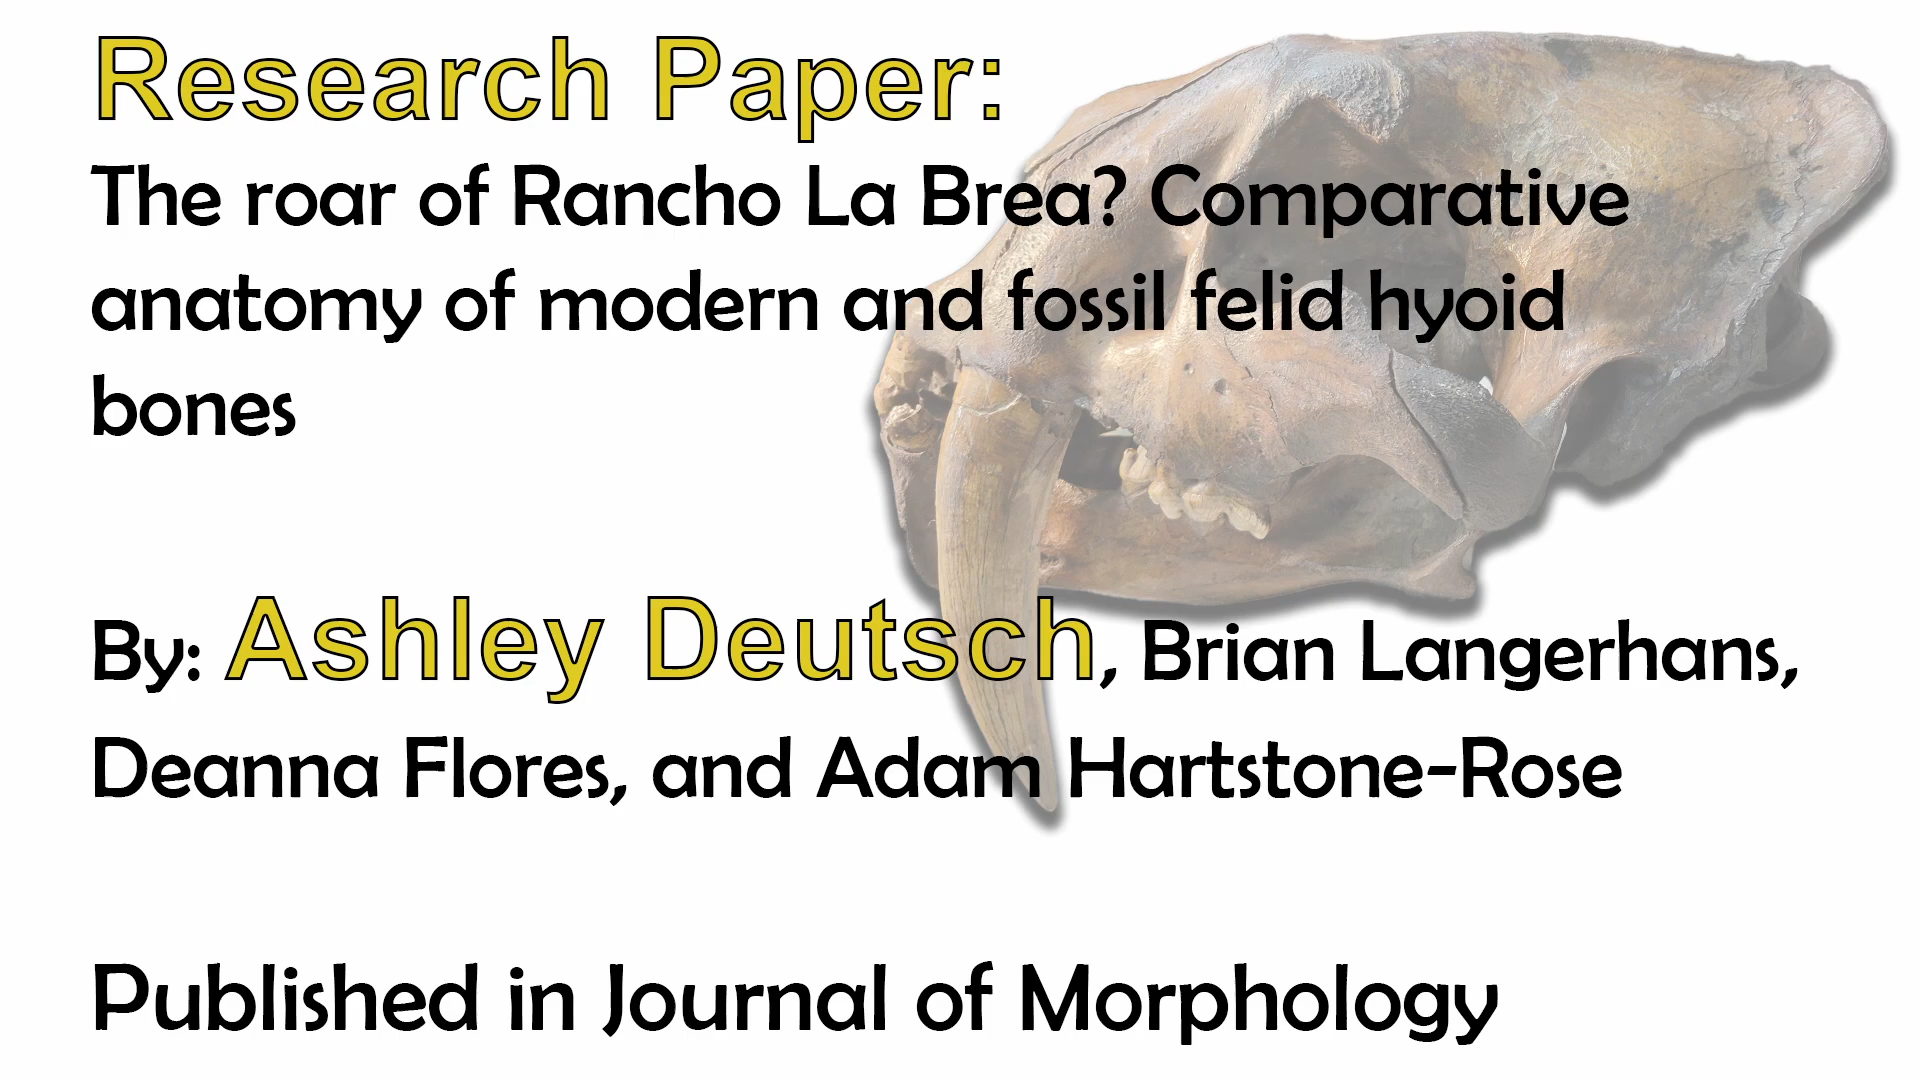 Research Paper:
The roar of Rancho La Brea? Comparative
anatomy of modern and fossil felid hyoid
bones
By: Ashley Deutsch, Brian Langerhans,
Deanna Flores, and Adam Hartstone-Rose
Published in Journal of Morphology